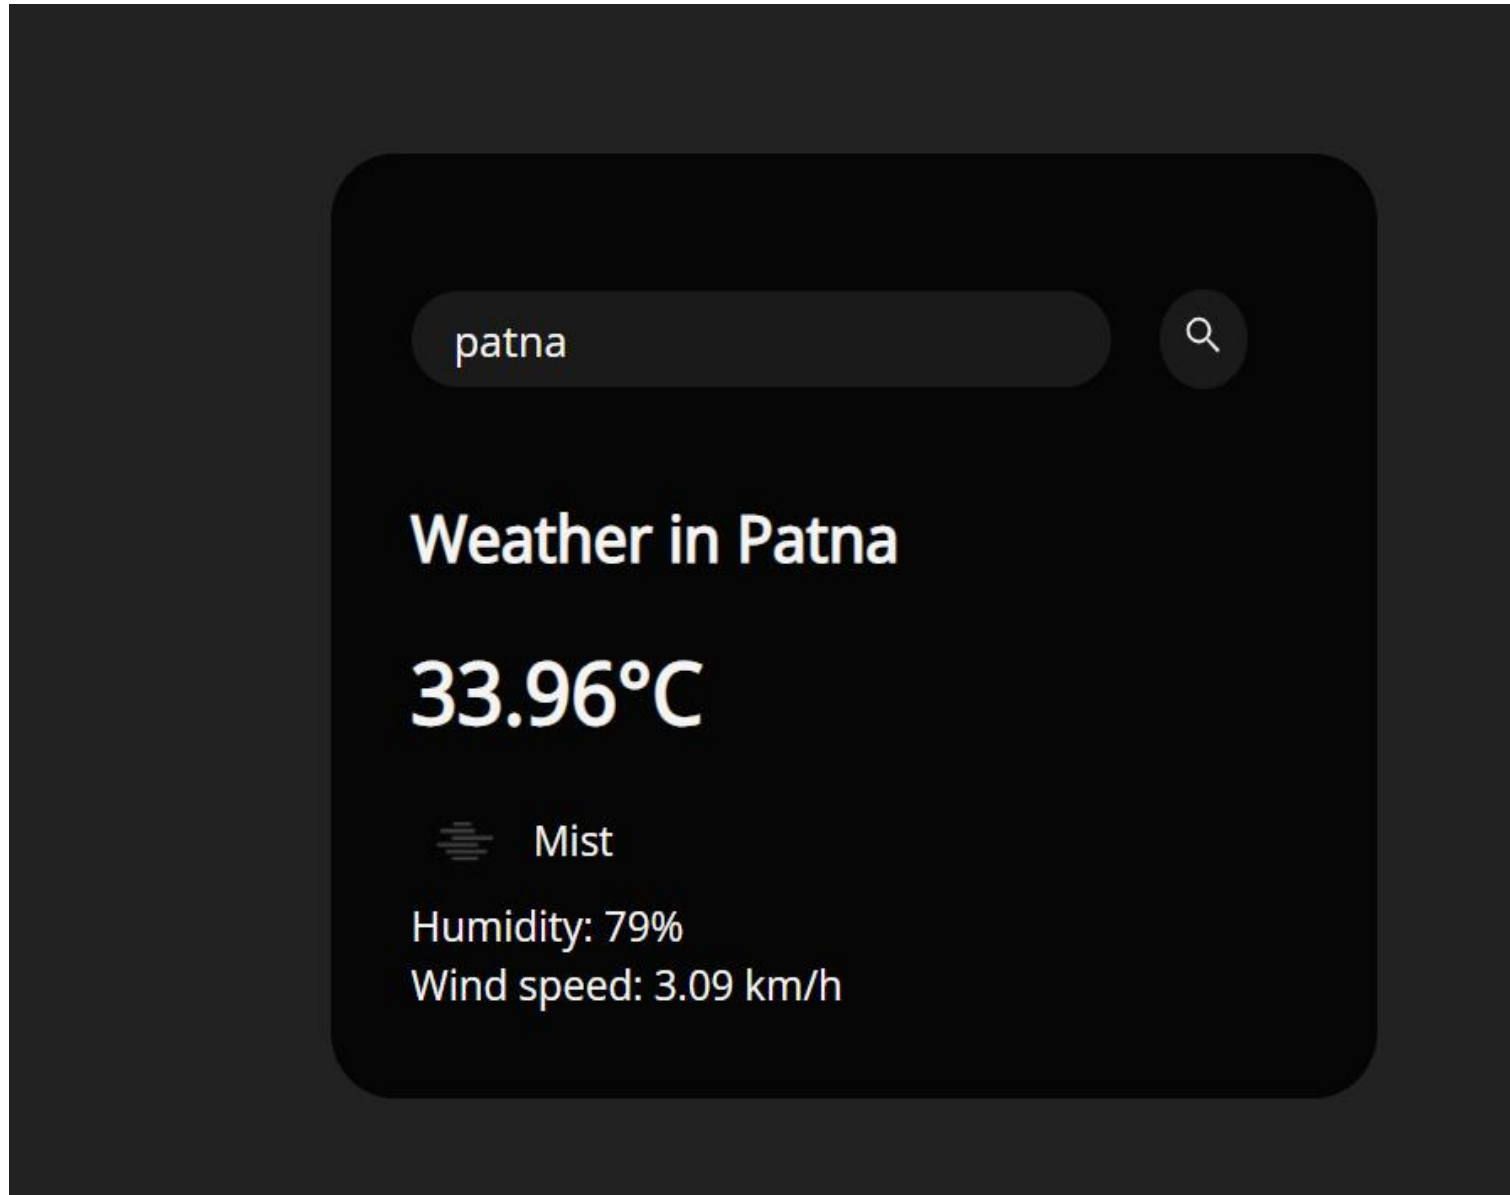 patna
Weather in Patna
33.96°C
Mist
Humidity: 79%
Wind speed: 3.09 km/h